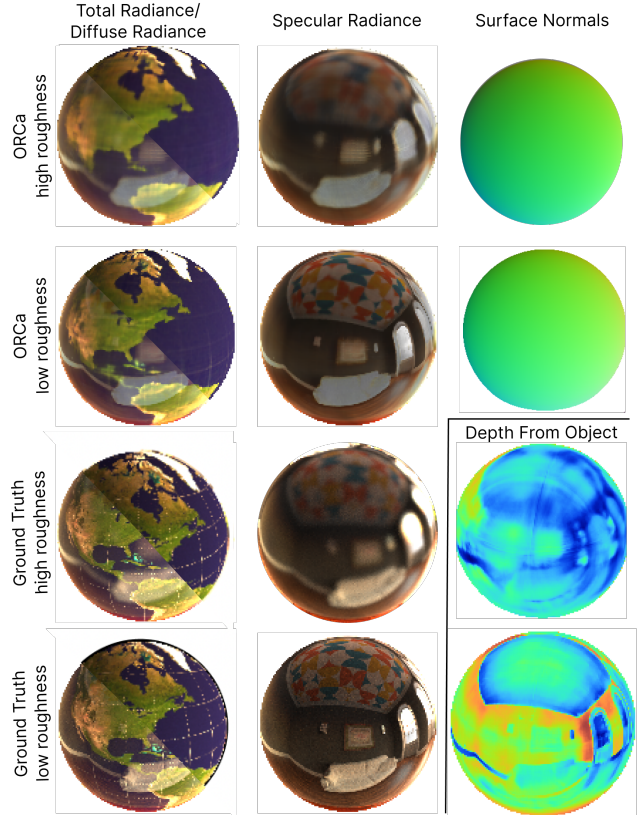 Total Radiance/
Diffuse Radiance
Specular Radiance
Surface Normals
ORCa
high roughness
ORCa
low roughness
Depth From Object
Ground Truth
high roughness
Ground Truth
low roughness